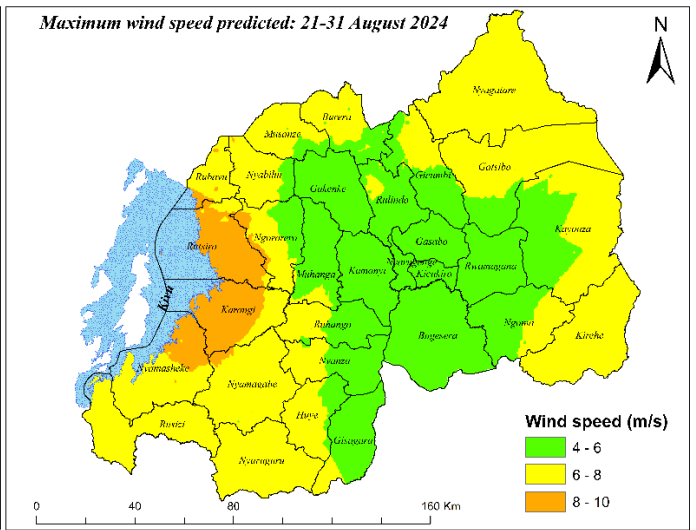 Maximum wind speed predicted: 21-31 August 2024
N
Nyagatare
Burera
Musanze
Gatsibo
Rubavu
Nyabihu
Gakenke
Gicumbi
Rulindo
Kayonza
Rutsiro
Ngororero
Gasabo
Nyarugenge
Rwamagana
Muhanga
Kamonyi
Kicukiro
Kivu
Karongi
Ruhango
Bugesera
Ngoma
Kirehe
Nyanza
Nyamasheke
Nyamagabe
Huye
Rusizi
Gisagara
Nyaruguru
Wind speed (m/s)
4 - 6
6 - 8
8 - 10
0 40 80 160 Km